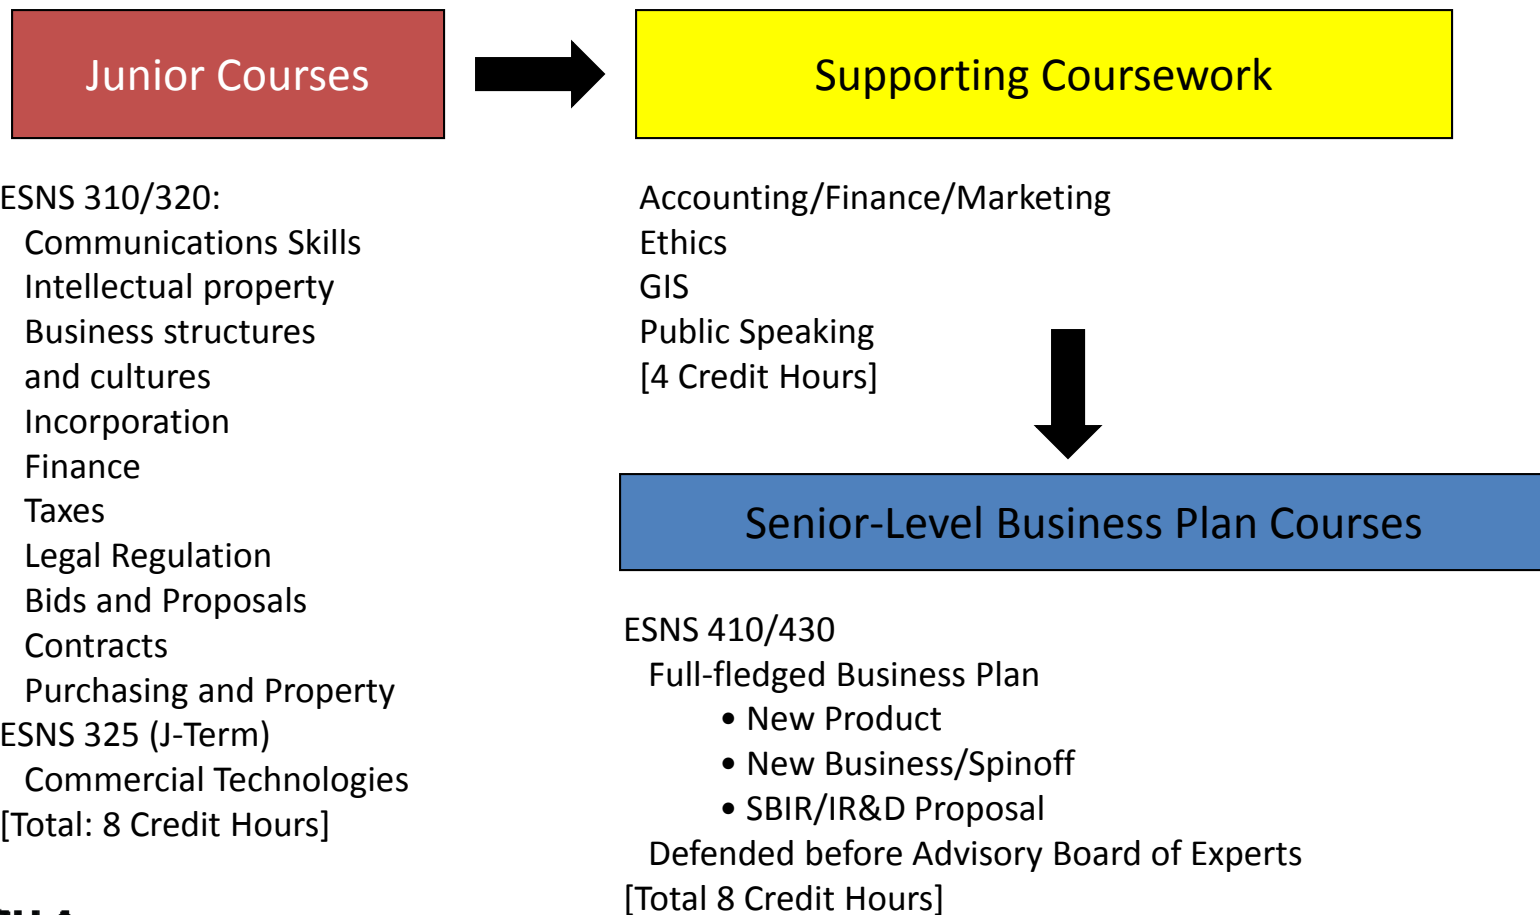 Junior Courses
Supporting Coursework
ESNS 310/320:
Communications Skills
Intellectual property
Business structures
and cultures
Incorporation
Finance
Taxes
Legal Regulation
Bids and Proposals
Contracts
Purchasing and Property
ESNS 325 (J-Term)
Commercial Technologies
[Total: 8 Credit Hours]
Accounting/Finance/Marketing
Ethics
GIS
Public Speaking
[4 Credit Hours]
Senior-Level Business Plan Courses
ESNS 410/430
Full-fledged Business Plan
• New Product
• New Business/Spinoff
• SBIR/IR&D Proposal
Defended before Advisory Board of Experts
[Total 8 Credit Hours]